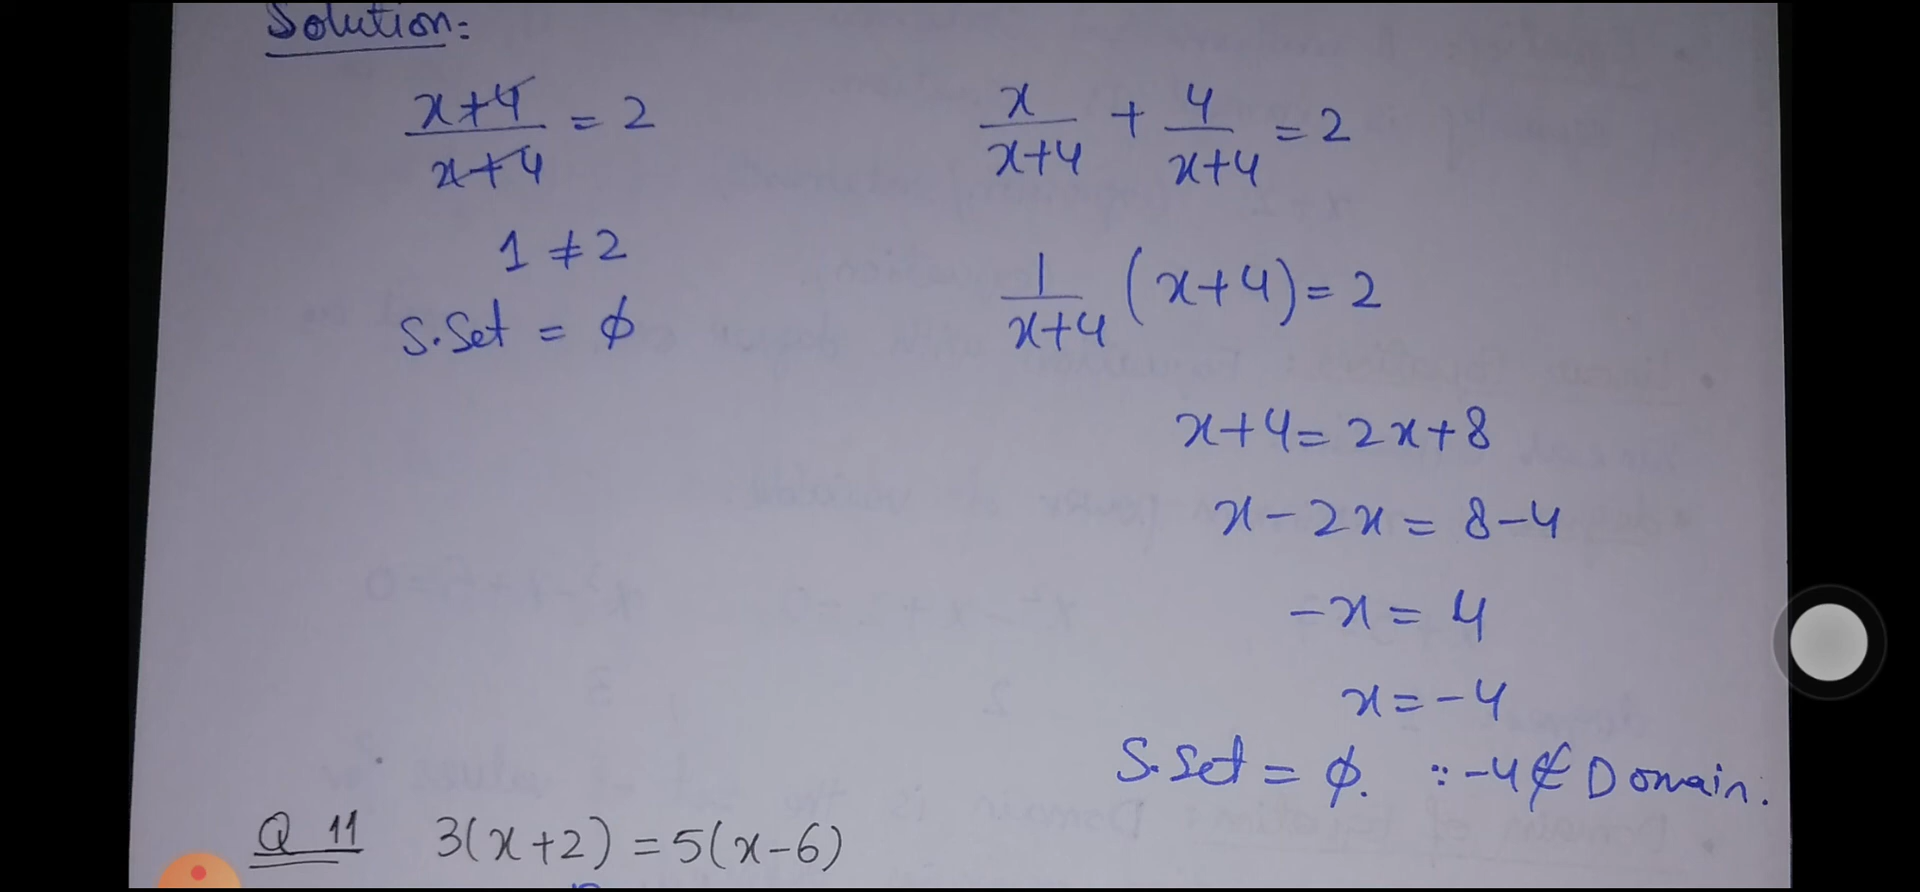 Solution:
x+4/x+4 = 2
1 ≠ 2
S.Set = ϕ
x/x+4 + 4/x+4 = 2
1/x+4 (x+4) = 2
x+4 = 2x+8
x-2x = 8-4
-x = 4
x = -4
S.Set = ϕ. ∵ -4 ∉ Domain.
Q 11 3(x+2) = 5(x-6)